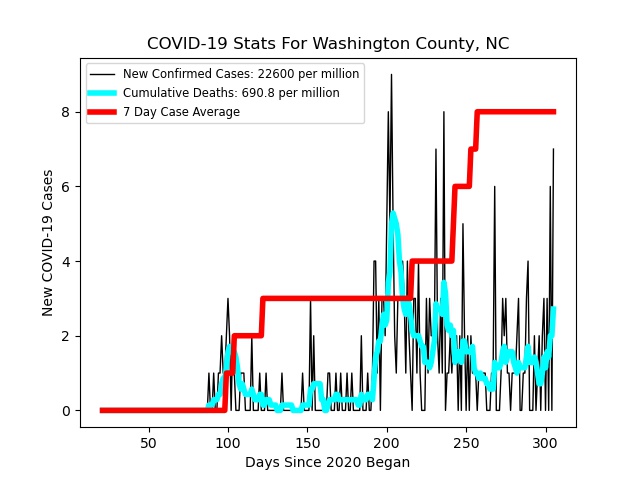 COVID-19 Stats For Washington County, NC
New Confirmed Cases: 22600 per million
Cumulative Deaths: 690.8 per million
7 Day Case Average
New COVID-19 Cases
8
6
4
2
0
50 100 150 200 250 300
Days Since 2020 Began